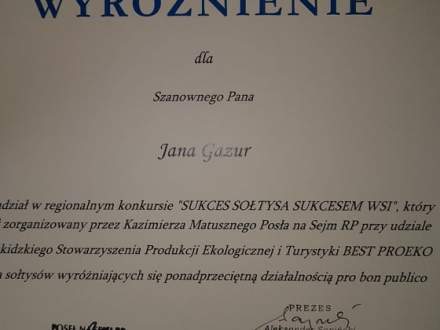 WYRÓŻNIENIE
dla
Szanownego Pana
Jana Gazur
udział w regionalnym konkursie "SUKCES SOŁTYSA SUKCESEM WSI", który
zorganizowany przez Kazimierza Matusznego Posła na Sejm RP przy udziale
kidzkiego Stowarzyszenia Produkcji Ekologicznej i Turystyki BEST PROEKO
a sołtysów wyróżniających się ponadprzeciętną działalnością pro bon publico
PREZES